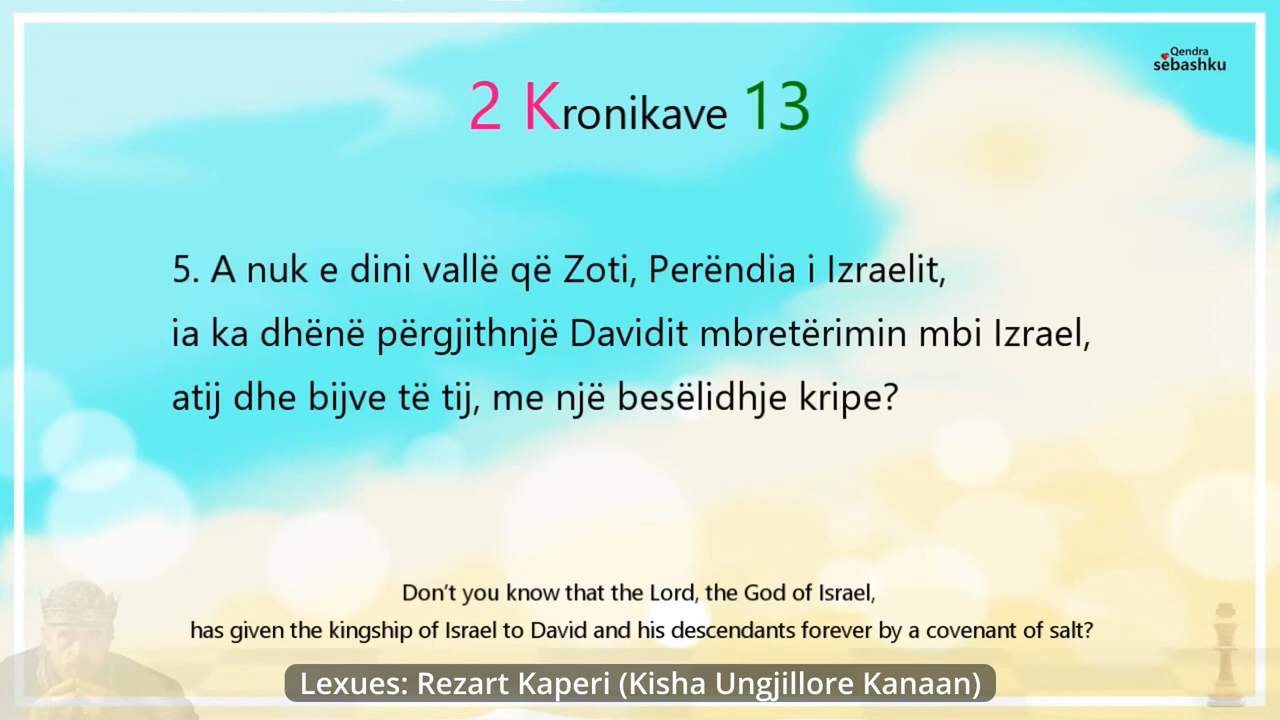 Qendra
sëbashku
2 Kronikave 13
5. A nuk e dini vallë që Zoti, Perëndia i Izraelit,
ia ka dhënë përgjithnjë Davidit mbretërimin mbi Izrael,
atij dhe bijve të tij, me një besëlidhje kripe?
Don't you know that the Lord, the God of Israel,
has given the kingship of Israel to David and his descendants forever by a covenant of salt?
Lexues: Rezart Kaperi (Kisha Ungjillore Kanaan)